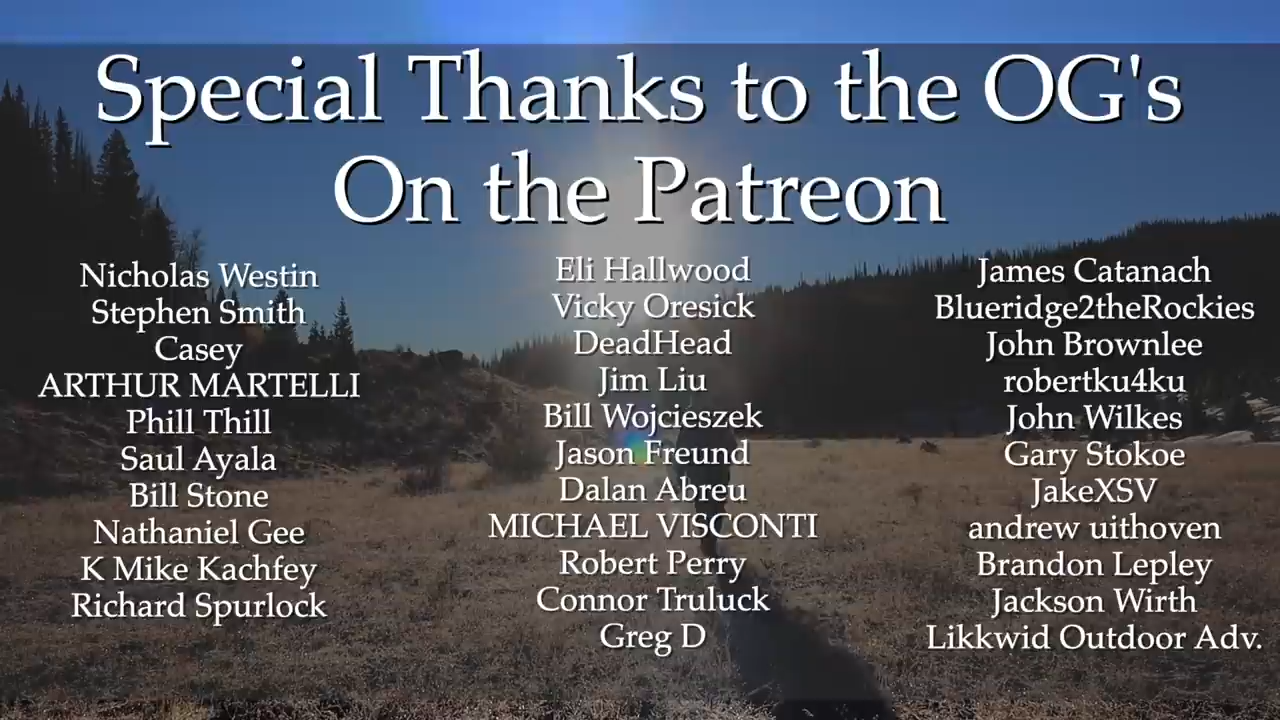 Special Thanks to the OG's
On the Patreon
Nicholas Westin
Stephen Smith
Casey
ARTHUR MARTELLI
Phill Thill
Saul Ayala
Bill Stone
Nathaniel Gee
K Mike Kachfey
Richard Spurlock
Eli Hallwood
Vicky Oresick
DeadHead
Jim Liu
Bill Wojcieszek
Jason Freund
Dalan Abreu
MICHAEL VISCONTI
Robert Perry
Connor Truluck
Greg D
James Catanach
Blueridge2theRockies
John Brownlee
robertku4ku
John Wilkes
Gary Stokoe
JakeXSV
andrew uithoven
Brandon Lepley
Jackson Wirth
Likkwid Outdoor Adv.